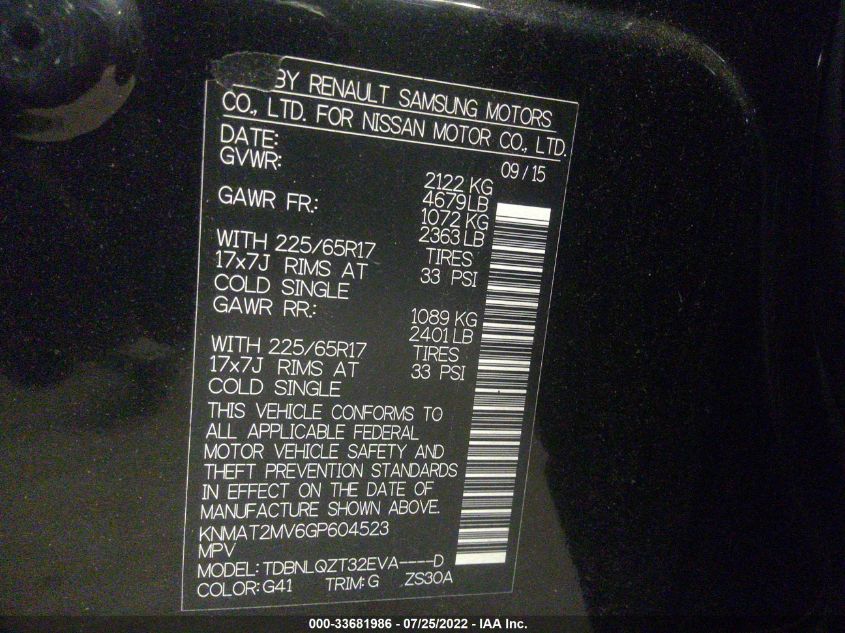 BY RENAULT SAMSUNG MOTORS
CO., LTD. FOR NISSAN MOTOR CO., LTD.
DATE: 09/15
GVWR: 2122 KG
4679 LB
GAWR FR.: 1072 KG
2363 LB
WITH 225/65R17 TIRES
17x7J RIMS AT 33 PSI
COLD SINGLE
GAWR RR.: 1089 KG
2401 LB
WITH 225/65R17 TIRES
17x7J RIMS AT 33 PSI
COLD SINGLE
THIS VEHICLE CONFORMS TO
ALL APPLICABLE FEDERAL
MOTOR VEHICLE SAFETY AND
THEFT PREVENTION STANDARDS
IN EFFECT ON THE DATE OF
MANUFACTURE SHOWN ABOVE.
KNMAT2MV6GP604523
MPV
MODEL: TDBNLQZT32EVA----D
COLOR: G41 TRIM: G ZS30A
000-33681986 - 07/25/2022 - IAA Inc.